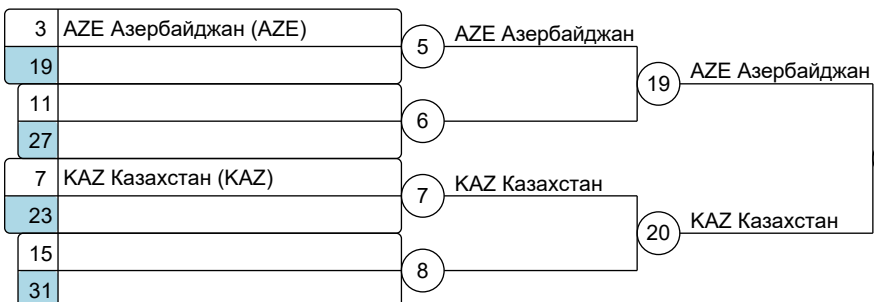 3 AZE Азербайджан (AZE)
19
11
27
7 KAZ Казахстан (KAZ)
23
15
31
5 AZE Азербайджан
6
7 KAZ Казахстан
8
19 AZE Азербайджан
20 KAZ Казахстан